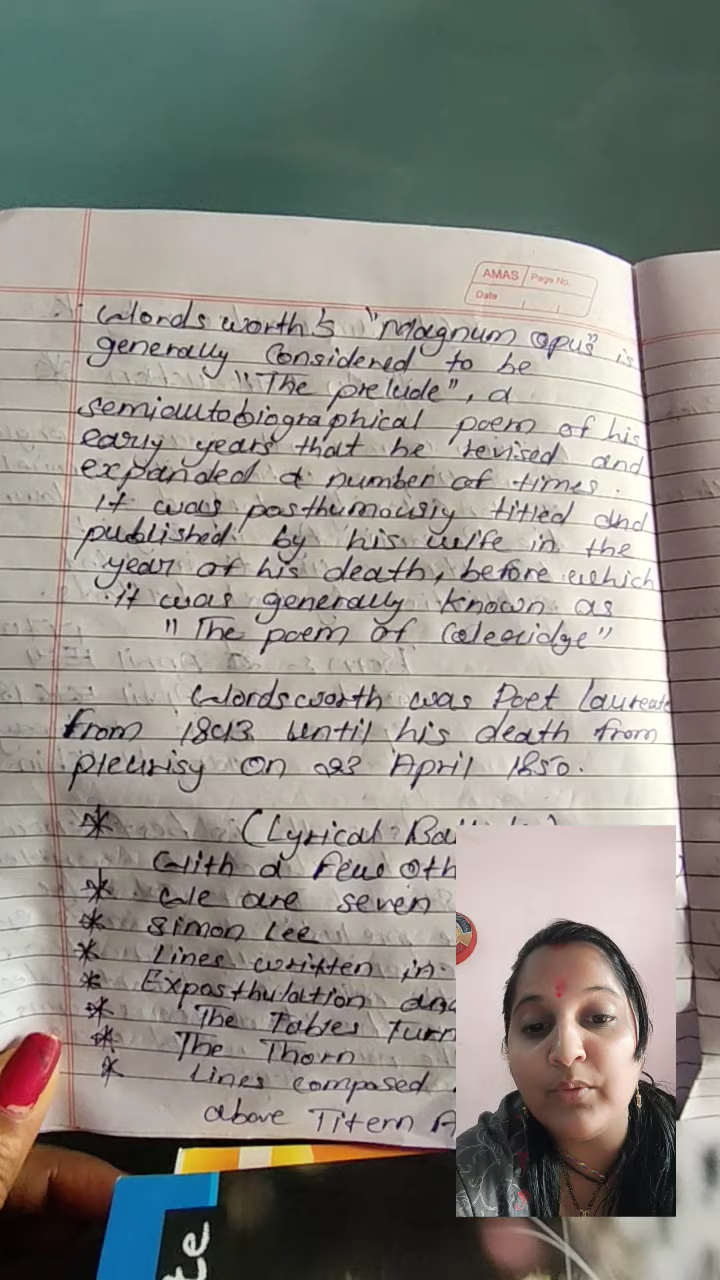 AMAS Page No.
Date
Wordsworth's "Magnum opus" is
generally Considered to be
"The prelude", a
semiautobiographical poem of his
early years that he revised and
expanded a number of times.
it was posthumously titled and
published by his wife in the
year of his death, before which
it was generally known as
"The poem of Coleridge"
Wordsworth was Poet laureate
from 1843 until his death from
pleurisy on 23 April 1850.
* (Lyrical
With a few
* We are seven
* Simon Lee
* Lines written in
* Exposthulation
* The Tables
* The Thorn
* Lines composed
above Titern